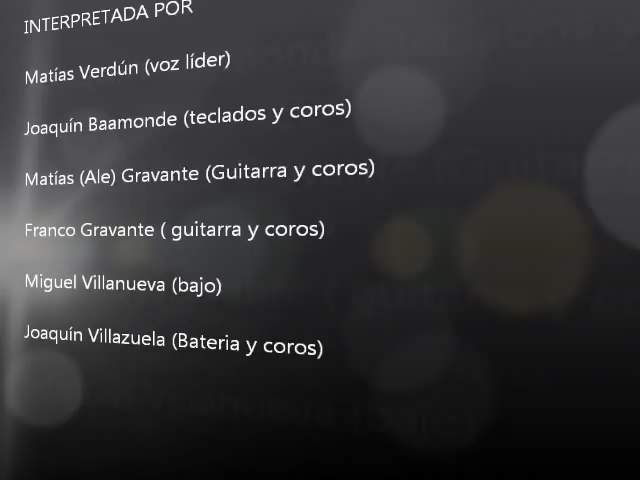 INTERPRETADA POR
Matías Verdún (voz líder)
Joaquín Baamonde (teclados y coros)
Matías (Ale) Gravante (Guitarra y coros)
Franco Gravante ( guitarra y coros)
Miguel Villanueva (bajo)
Joaquín Villazuela (Bateria y coros)